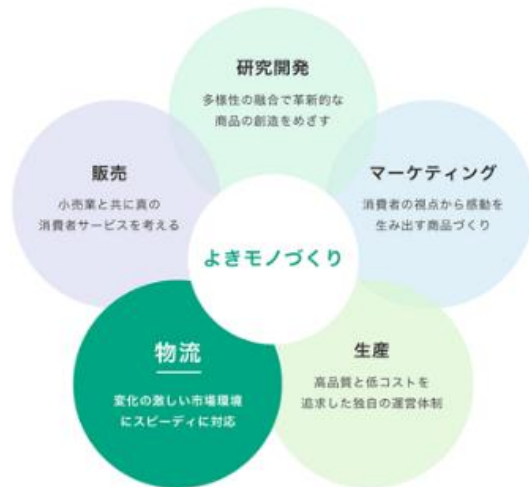 研究開発
多様性の融合で革新的な
商品の創造をめざす
販売
小売業と共に真の
消費者サービスを考える
マーケティング
消費者の視点から感動を
生み出す商品づくり
よきモノづくり
物流
変化の激しい市場環境
にスピーディに対応
生産
高品質と低コストを
追求した独自の運営体制